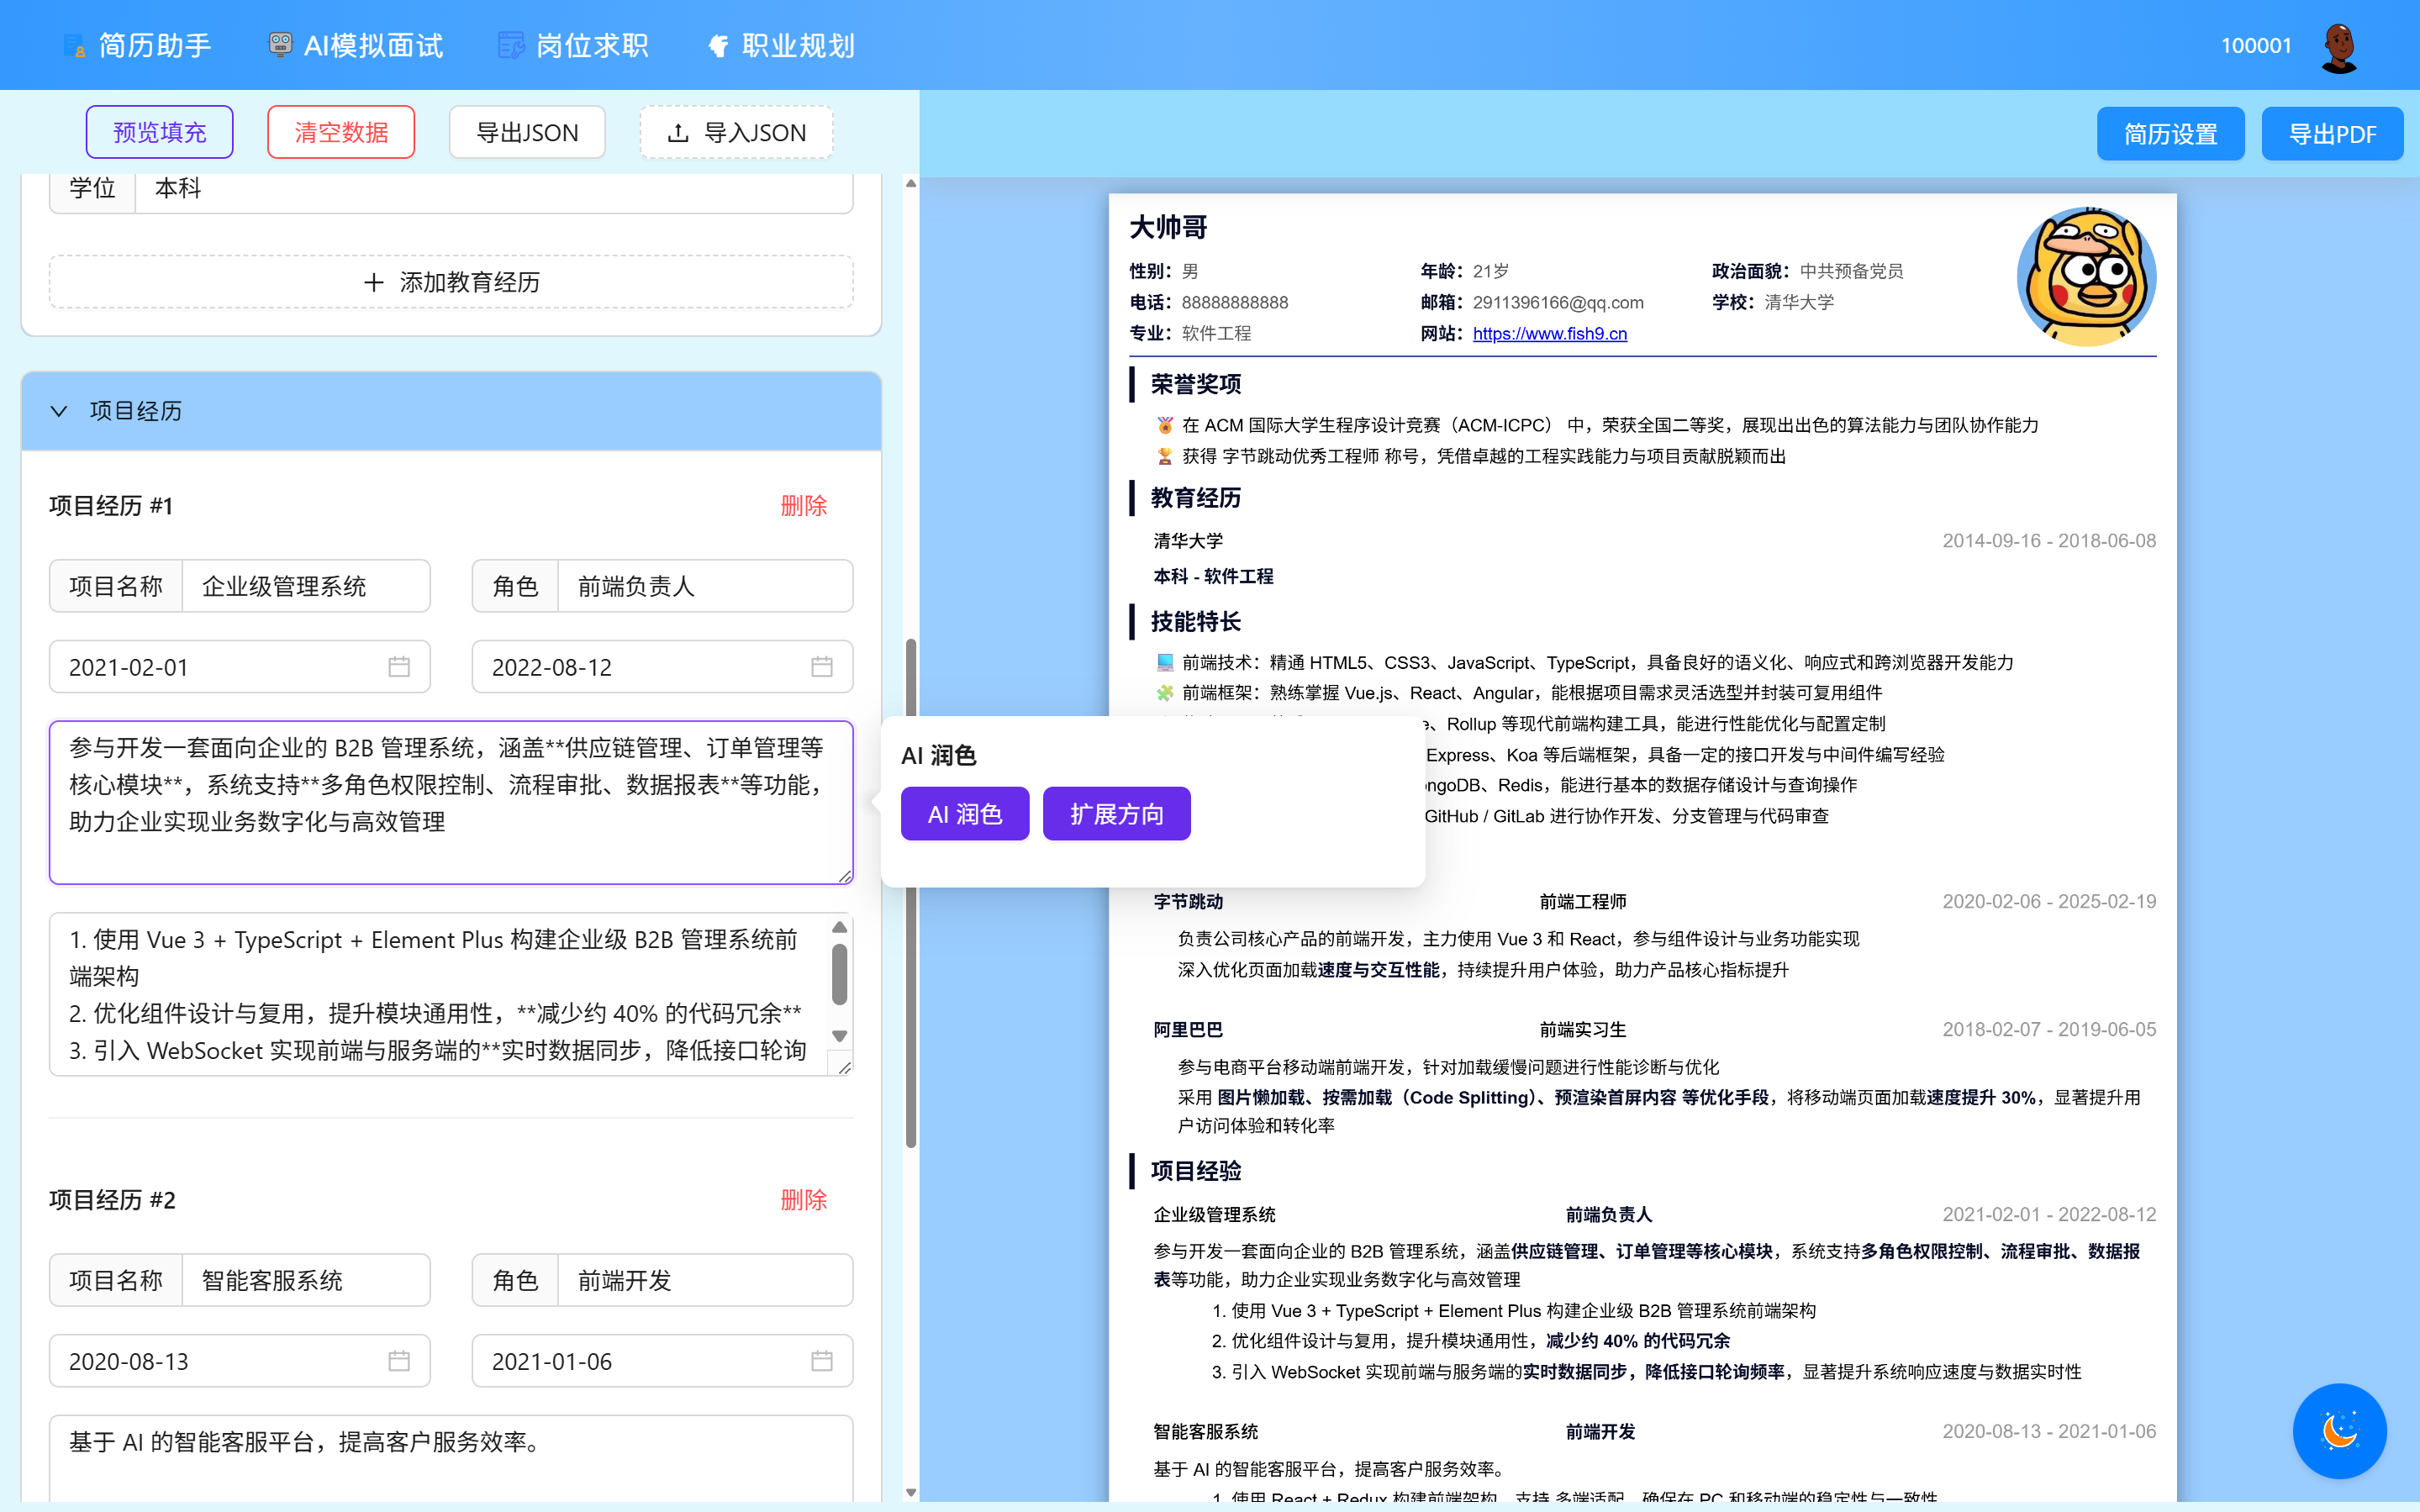 简历助手
AI模拟面试
岗位求职
职业规划
100001
预览填充
清空数据
导出JSON
导入JSON
简历设置
导出PDF
学位
本科
添加教育经历
项目经历
项目经历 #1
删除
项目名称
企业级管理系统
角色
前端负责人
2021-02-01
2022-08-12
参与开发一套面向企业的 B2B 管理系统，涵盖**供应链管理、订单管理等
核心模块**，系统支持**多角色权限控制、流程审批、数据报表**等功能，
助力企业实现业务数字化与高效管理
1. 使用 Vue 3 + TypeScript + Element Plus 构建企业级 B2B 管理系统前
端架构
2. 优化组件设计与复用，提升模块通用性，**减少约 40% 的代码冗余**
3. 引入 WebSocket 实现前端与服务端的**实时数据同步，降低接口轮询
项目经历 #2
删除
项目名称
智能客服系统
角色
前端开发
2020-08-13
2021-01-06
基于 AI 的智能客服平台，提高客户服务效率。
AI 润色
AI 润色
扩展方向
大帅哥
性别：男
年龄：21岁
政治面貌：中共预备党员
电话：88888888888
邮箱：2911396166@qq.com
学校：清华大学
专业：软件工程
网站：https://www.fish9.cn
荣誉奖项
在 ACM 国际大学生程序设计竞赛（ACM-ICPC） 中，荣获全国二等奖，展现出出色的算法能力与团队协作能力
获得 字节跳动优秀工程师 称号，凭借卓越的工程实践能力与项目贡献脱颖而出
教育经历
清华大学
2014-09-16 - 2018-06-08
本科 - 软件工程
技能特长
前端技术：精通 HTML5、CSS3、JavaScript、TypeScript，具备良好的语义化、响应式和跨浏览器开发能力
前端框架：熟练掌握 Vue.js、React、Angular，能根据项目需求灵活选型并封装可复用组件
、Rollup 等现代前端构建工具，能进行性能优化与配置定制
Express、Koa 等后端框架，具备一定的接口开发与中间件编写经验
ngoDB、Redis，能进行基本的数据存储设计与查询操作
GitHub / GitLab 进行协作开发、分支管理与代码审查
字节跳动
前端工程师
2020-02-06 - 2025-02-19
负责公司核心产品的前端开发，主力使用 Vue 3 和 React，参与组件设计与业务功能实现
深入优化页面加载速度与交互性能，持续提升用户体验，助力产品核心指标提升
阿里巴巴
前端实习生
2018-02-07 - 2019-06-05
参与电商平台移动端前端开发，针对加载缓慢问题进行性能诊断与优化
采用 图片懒加载、按需加载（Code Splitting）、预渲染首屏内容 等优化手段，将移动端页面加载速度提升 30%，显著提升用
户访问体验和转化率
项目经验
企业级管理系统
前端负责人
2021-02-01 - 2022-08-12
参与开发一套面向企业的 B2B 管理系统，涵盖供应链管理、订单管理等核心模块，系统支持多角色权限控制、流程审批、数据报
表等功能，助力企业实现业务数字化与高效管理
1. 使用 Vue 3 + TypeScript + Element Plus 构建企业级 B2B 管理系统前端架构
2. 优化组件设计与复用，提升模块通用性，减少约 40% 的代码冗余
3. 引入 WebSocket 实现前端与服务端的实时数据同步，降低接口轮询频率，显著提升系统响应速度与数据实时性
智能客服系统
前端开发
2020-08-13 - 2021-01-06
基于 AI 的智能客服平台，提高客户服务效率。
1. 使用 React + Redux 构建前端架构，支持 多端适配，确保在 PC 和移动端的稳定性与一致性